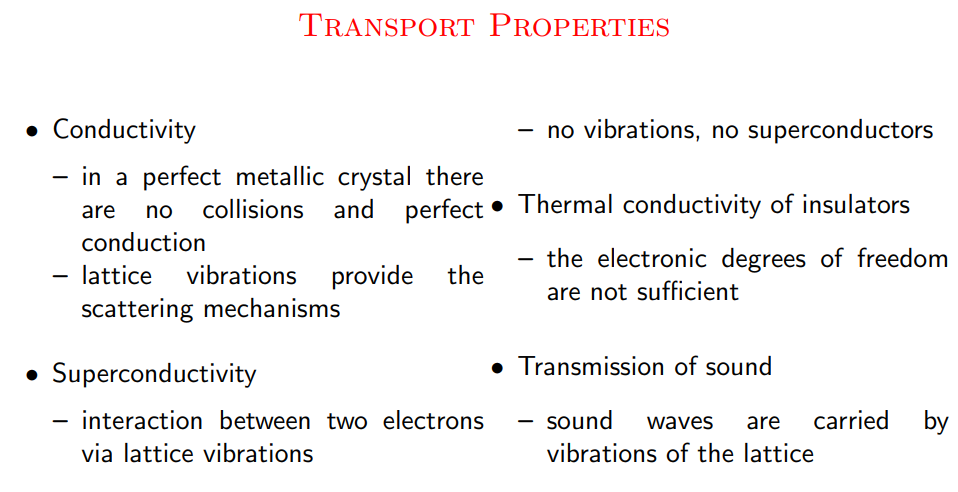 Transport Properties
• Conductivity
– in a perfect metallic crystal there
are no collisions and perfect
conduction
– lattice vibrations provide the
scattering mechanisms
• Superconductivity
– interaction between two electrons
via lattice vibrations
– no vibrations, no superconductors
• Thermal conductivity of insulators
– the electronic degrees of freedom
are not sufficient
• Transmission of sound
– sound waves are carried by
vibrations of the lattice